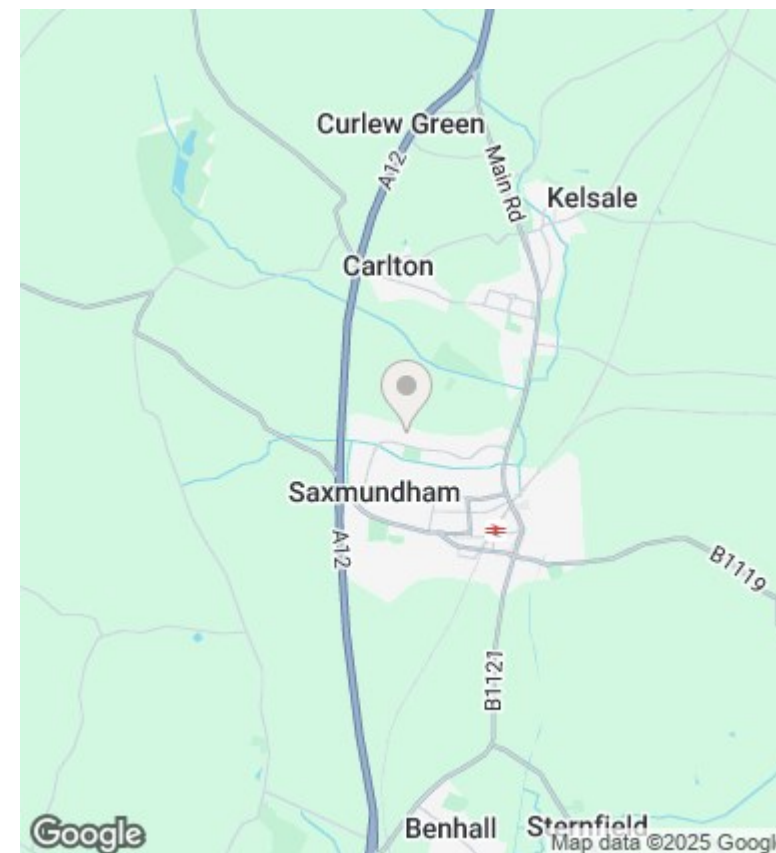 Curlew Green
A12
Main Rd
Kelsale
Carlton
Saxmundham
A12
B1119
B1121
Benhall
Sternfield
Google
Map data ©2025 Googl